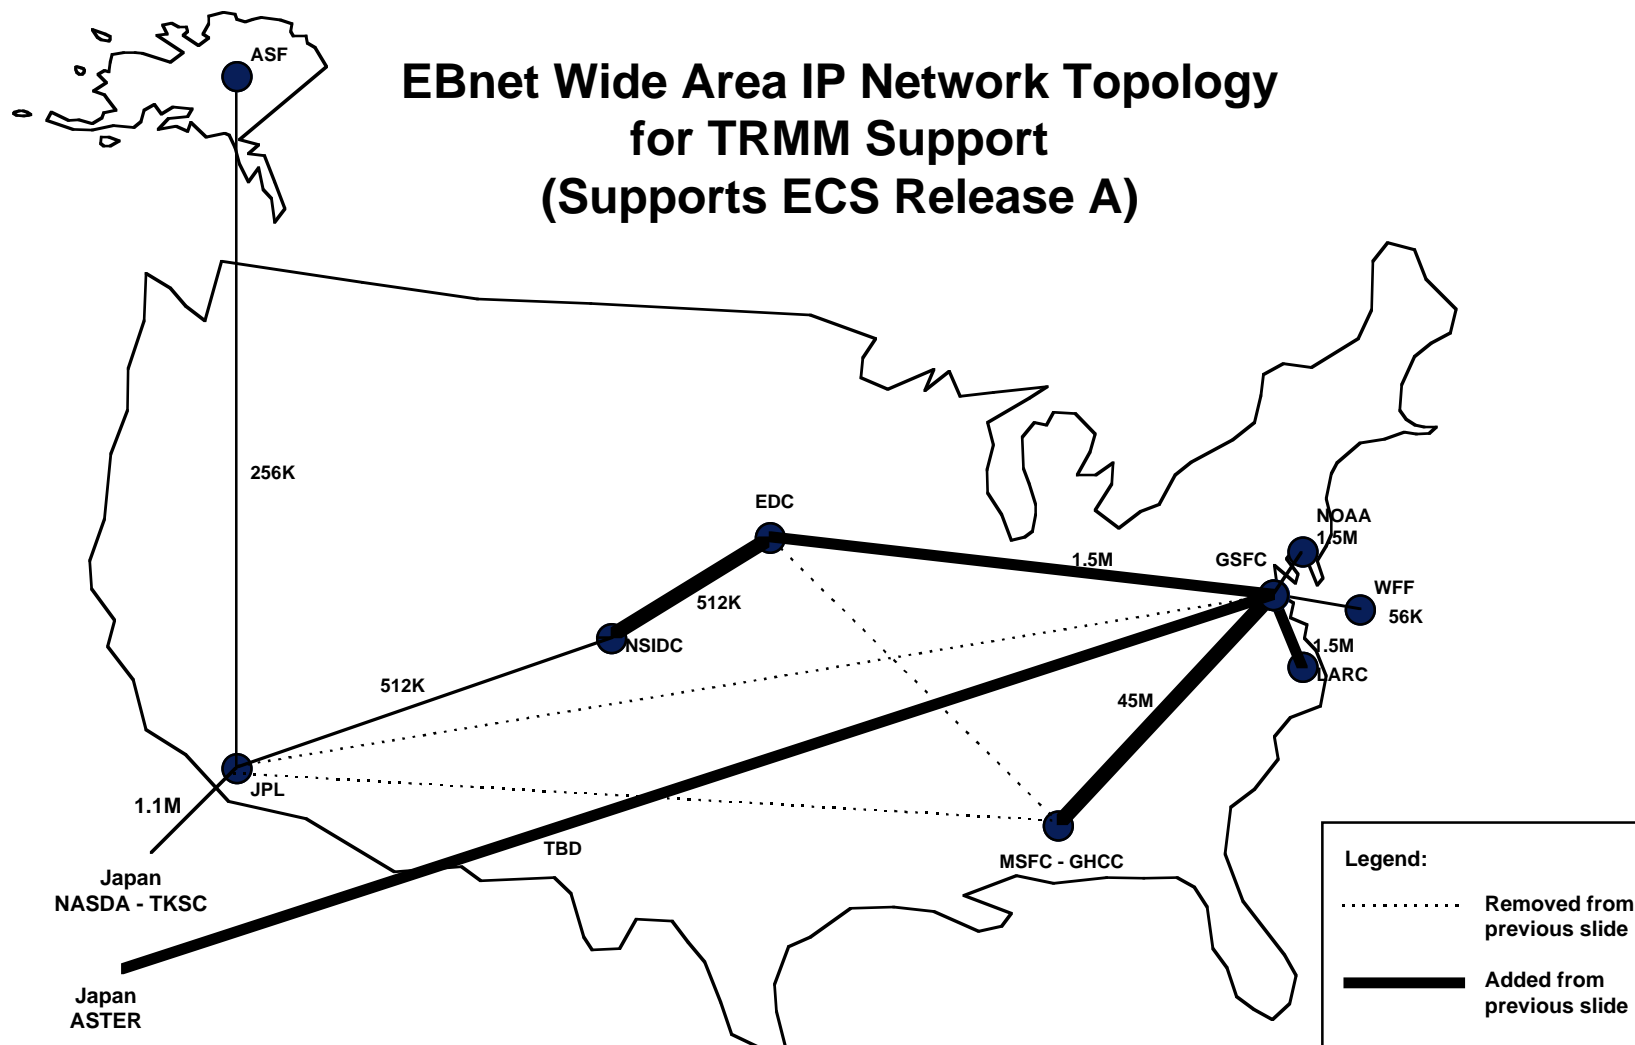 ASF
EBnet Wide Area IP Network Topology
for TRMM Support
(Supports ECS Release A)
256K
EDC
NOAA
1.5M
1.5M
GSFC
WFF
56K
512K
NSIDC
1.5M
LARC
512K
45M
JPL
1.1M
TBD
MSFC - GHCC
Japan
NASDA - TKSC
Japan
ASTER
Legend:
Removed from
previous slide
Added from
previous slide